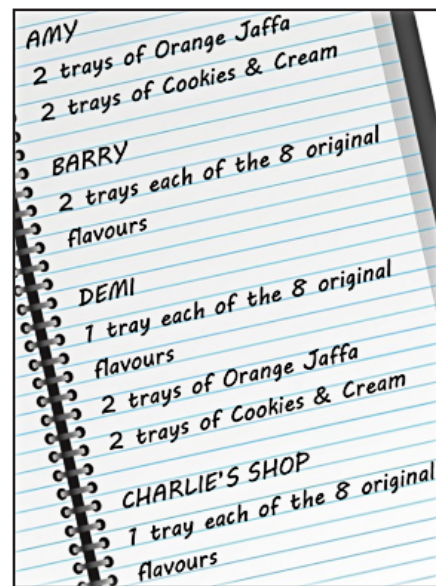 AMY
2 trays of Orange Jaffa
2 trays of Cookies & Cream
BARRY
2 trays each of the 8 original
flavours
DEMI
1 tray each of the 8 original
flavours
2 trays of Orange Jaffa
2 trays of Cookies & Cream
CHARLIE'S SHOP
1 tray each of the 8 original
flavours